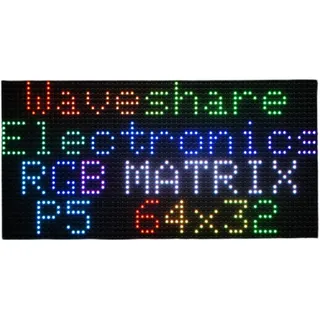 Waveshare
Electronics
RGB MATRIX
P5 64x32